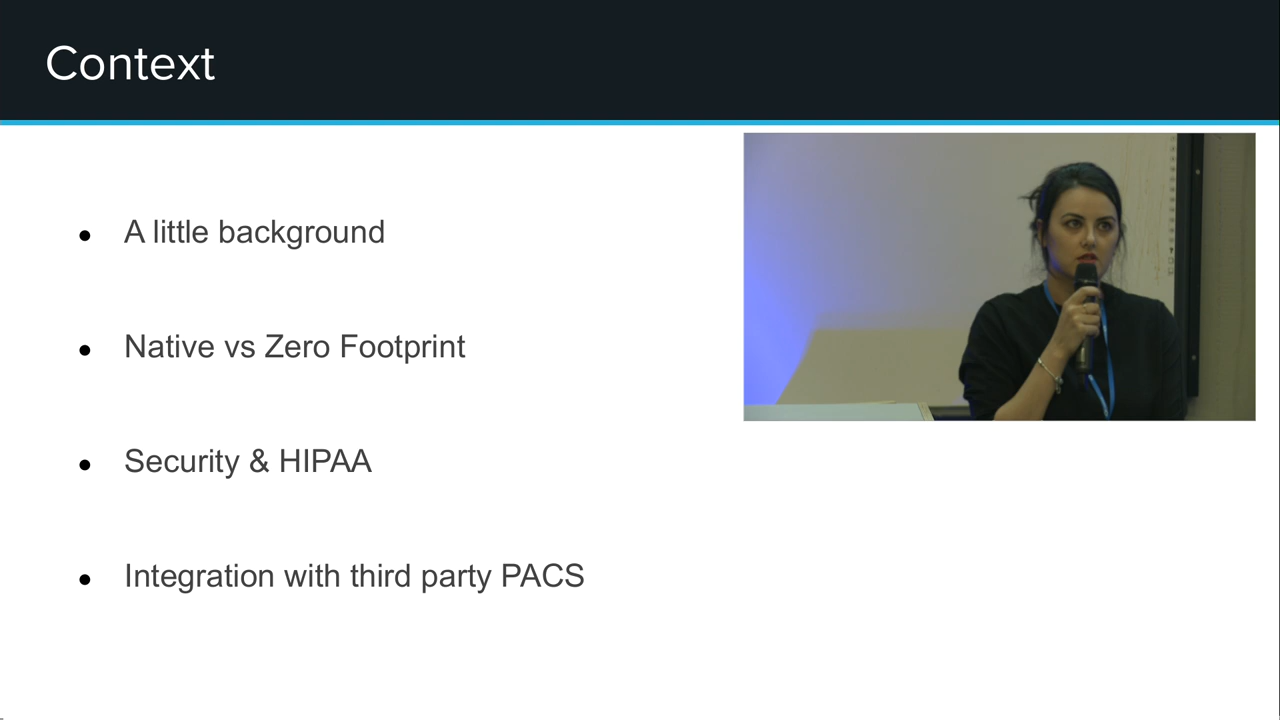 Context
A little background
Native vs Zero Footprint
Security & HIPAA
Integration with third party PACS